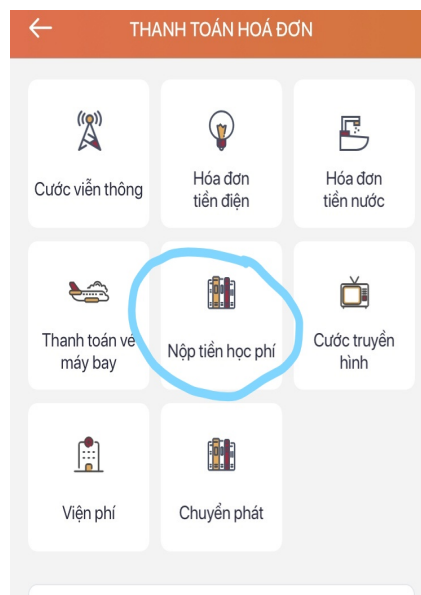 THANH TOÁN HOÁ ĐƠN
Cước viễn thông
Hóa đơn
tiền điện
Hóa đơn
tiền nước
Thanh toán vé
máy bay
Nộp tiền học phí
Cước truyền
hình
Viện phí
Chuyển phát